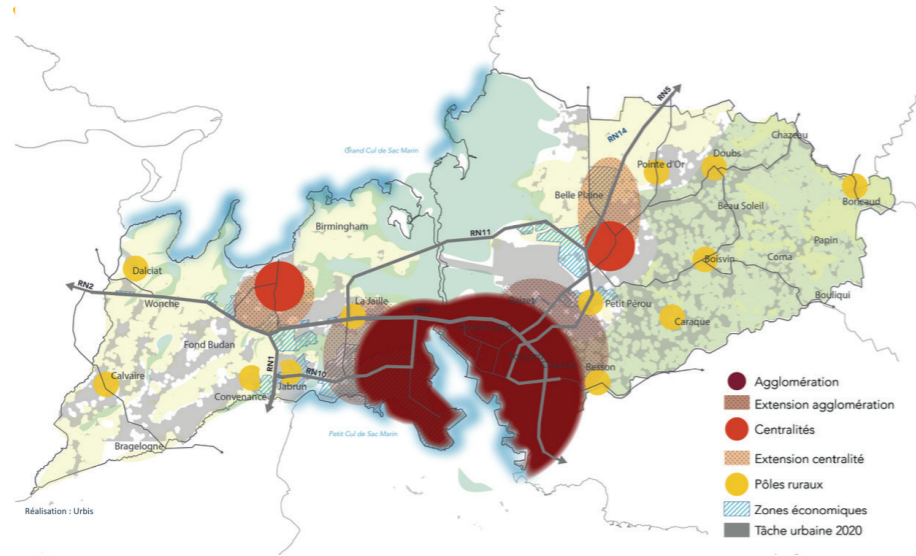 RN5
RN14
Chazeau
Doubs
Pointe d'Or
Grand Cul de Sac Marin
Belle Plaine
Boricaud
Beau Soleil
Birmingham
RN11
Papin
Boisvin
Coma
Dalciat
RN2
Wonche
La Jaille
Petit Pérou
Bouliqui
Caraque
Fond Budan
RN1
RN10
Besson
Calvaire
Convenance
Jabrun
Petit Cul de Sac Marin
Bragelogne
Agglomération
Extension agglomération
Centralités
Extension centralité
Pôles ruraux
Zones économiques
Tâche urbaine 2020
Réalisation : Urbis